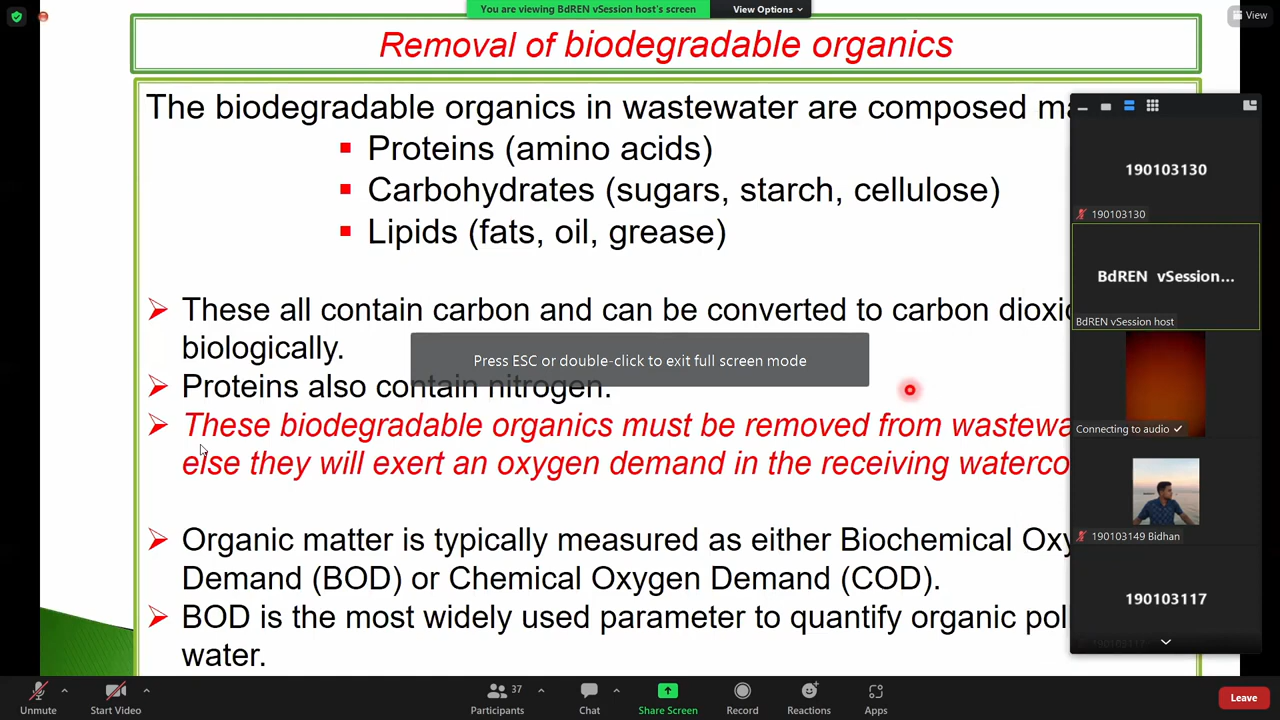 You are viewing BdREN vSession host's screen
View Options
View
Removal of biodegradable organics
The biodegradable organics in wastewater are composed
Proteins (amino acids)
Carbohydrates (sugars, starch, cellulose)
Lipids (fats, oil, grease)
These all contain carbon and can be converted to carbon
biologically.
Press ESC or double-click to exit full screen mode
Proteins also contain nitrogen.
These biodegradable organics must be removed from
else they will exert an oxygen demand in the receiving
Organic matter is typically measured as either Biochemical
Demand (BOD) or Chemical Oxygen Demand (COD).
BOD is the most widely used parameter to quantify organic
water.
190103130
190103130
BdREN vSession...
BdREN vSession host
Connecting to audio
190103149 Bidhan
190103117
190103117
Unmute
Start Video
37
Participants
Chat
Share Screen
Record
Reactions
Apps
Leave